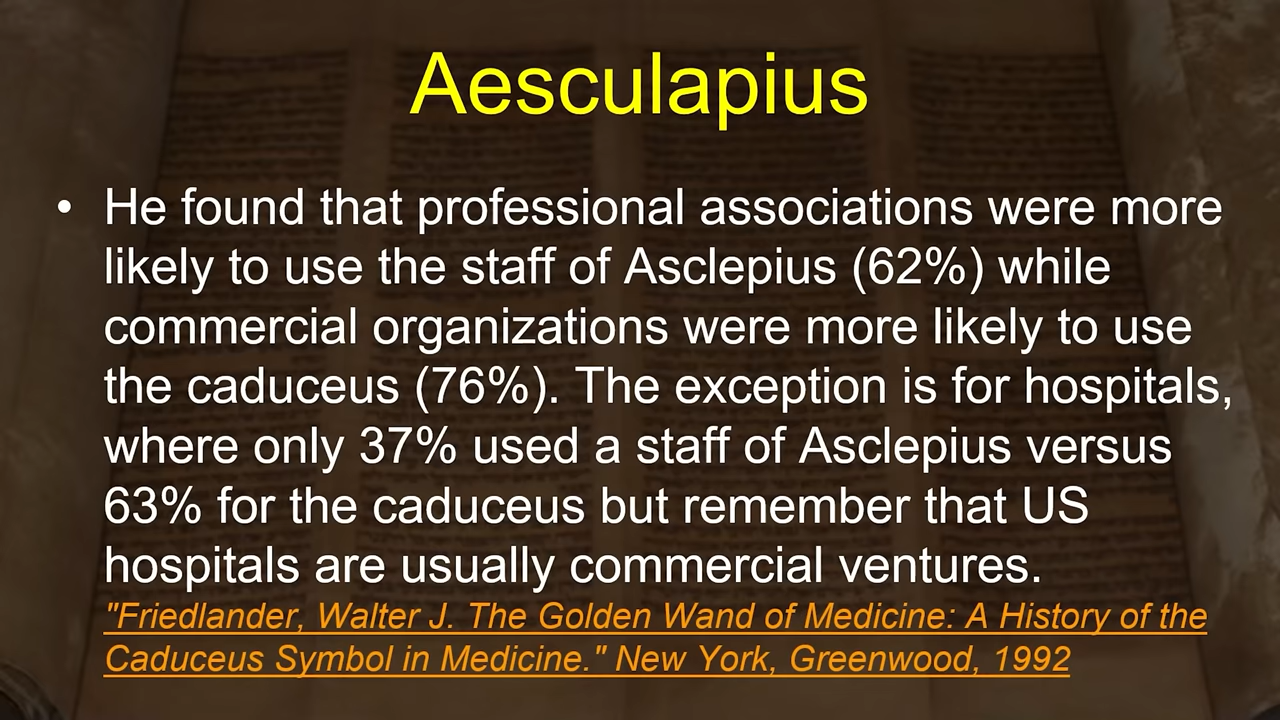 Aesculapius
• He found that professional associations were more
likely to use the staff of Asclepius (62%) while
commercial organizations were more likely to use
the caduceus (76%). The exception is for hospitals,
where only 37% used a staff of Asclepius versus
63% for the caduceus but remember that US
hospitals are usually commercial ventures.
"Friedlander, Walter J. The Golden Wand of Medicine: A History of the
Caduceus Symbol in Medicine." New York, Greenwood, 1992